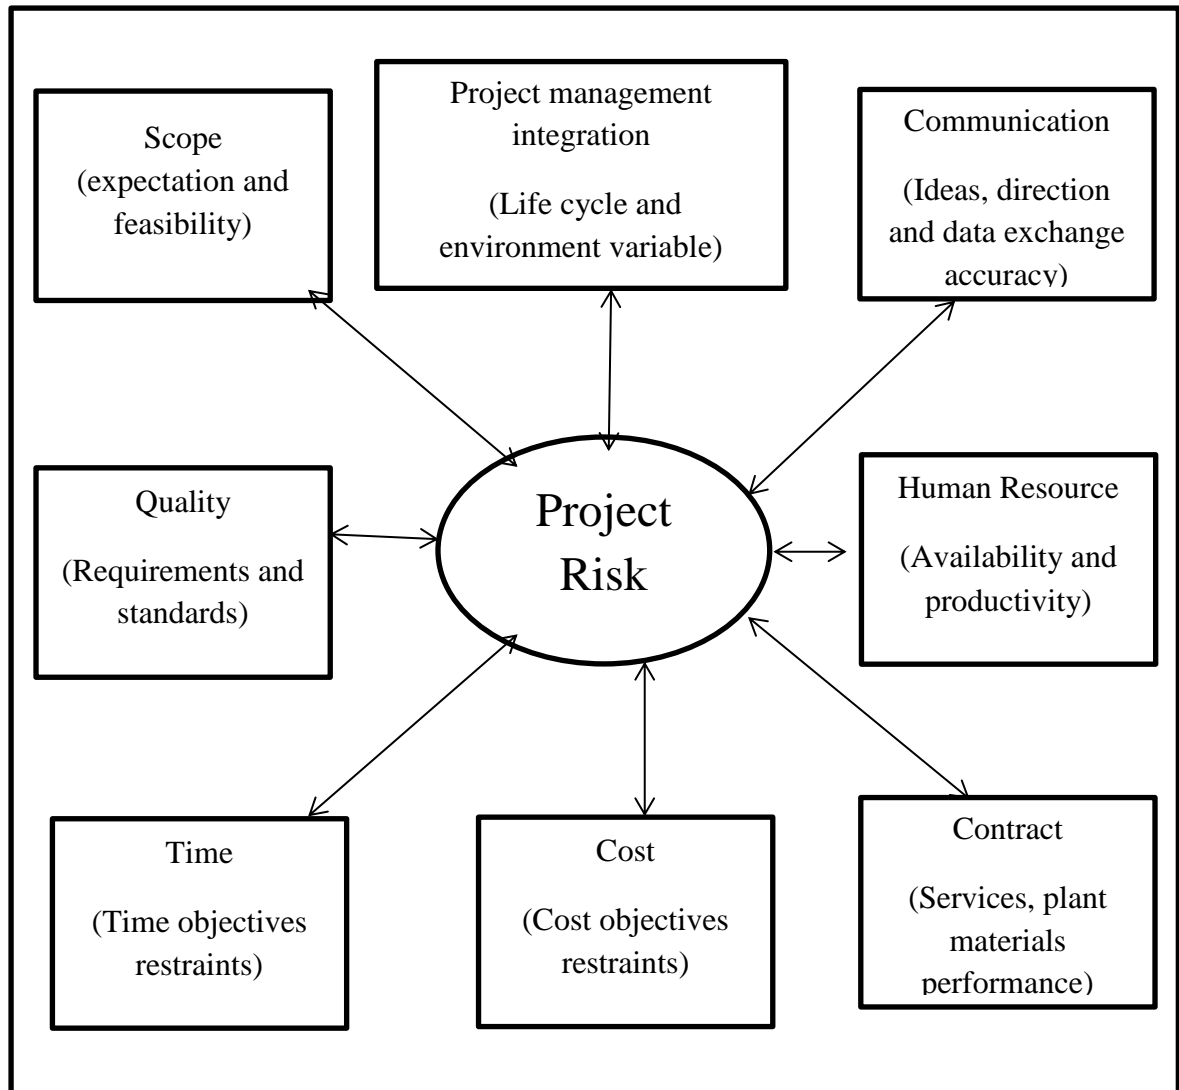 Scope
(expectation and
feasibility)
Project management
integration
(Life cycle and
environment variable)
Communication
(Ideas, direction
and data exchange
accuracy)
Quality
(Requirements and
standards)
Project
Risk
Human Resource
(Availability and
productivity)
Time
(Time objectives
restraints)
Cost
(Cost objectives
restraints)
Contract
(Services, plant
materials
performance)